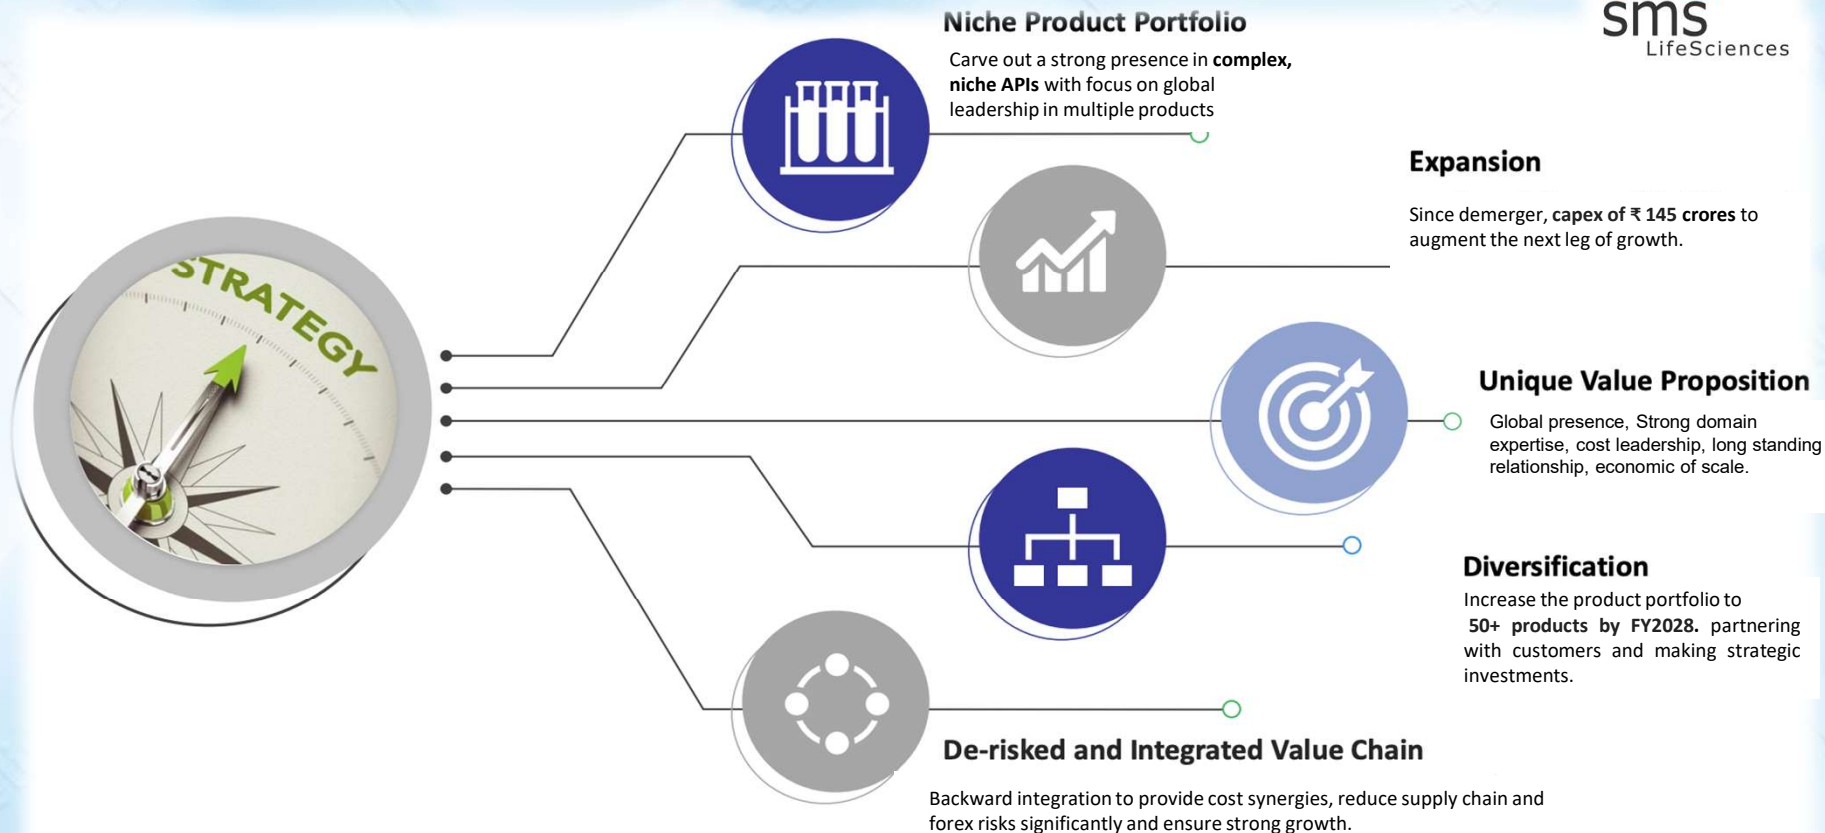 Niche Product Portfolio
Carve out a strong presence in complex,
niche APIs with focus on global
leadership in multiple products
sms
LifeSciences
Expansion
Since demerger, capex of ₹ 145 crores to
augment the next leg of growth.
STRATEGY
Unique Value Proposition
Global presence, Strong domain
expertise, cost leadership, long standing
relationship, economic of scale.
Diversification
Increase the product portfolio to
50+ products by FY2028. partnering
with customers and making strategic
investments.
De-risked and Integrated Value Chain
Backward integration to provide cost synergies, reduce supply chain and
forex risks significantly and ensure strong growth.